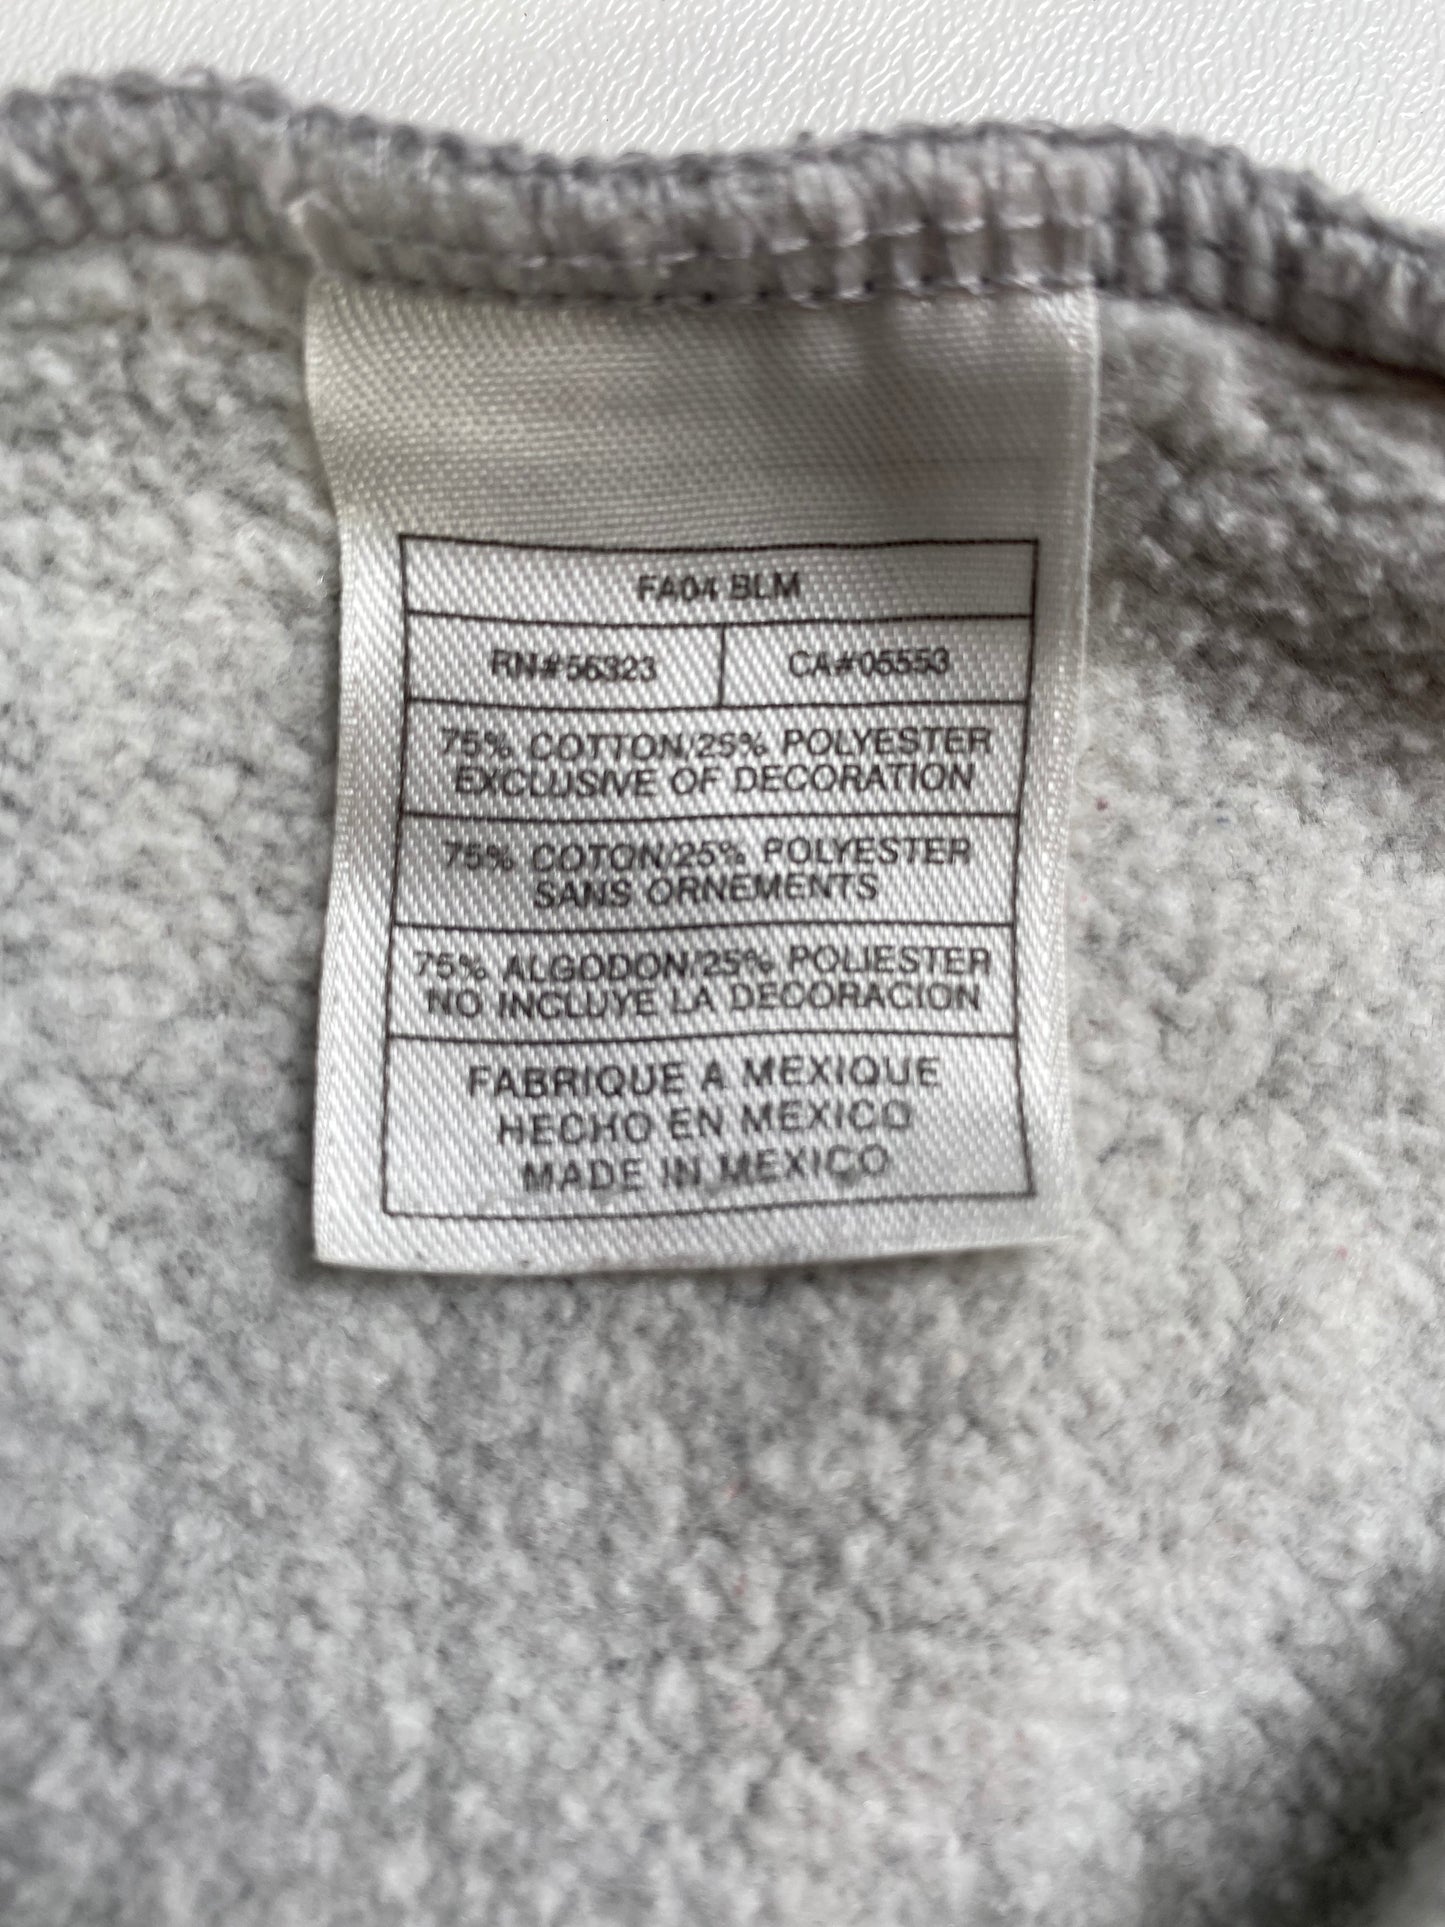 FA04 BLM
RN#56323 CA#05553
75% COTTON/25% POLYESTER
EXCLUSIVE OF DECORATION
75% COTON/25% POLYESTER
SANS ORNEMENTS
75% ALGODON/25% POLIESTER
NO INCLUYE LA DECORACION
FABRIQUE A MEXIQUE
HECHO EN MEXICO
MADE IN MEXICO